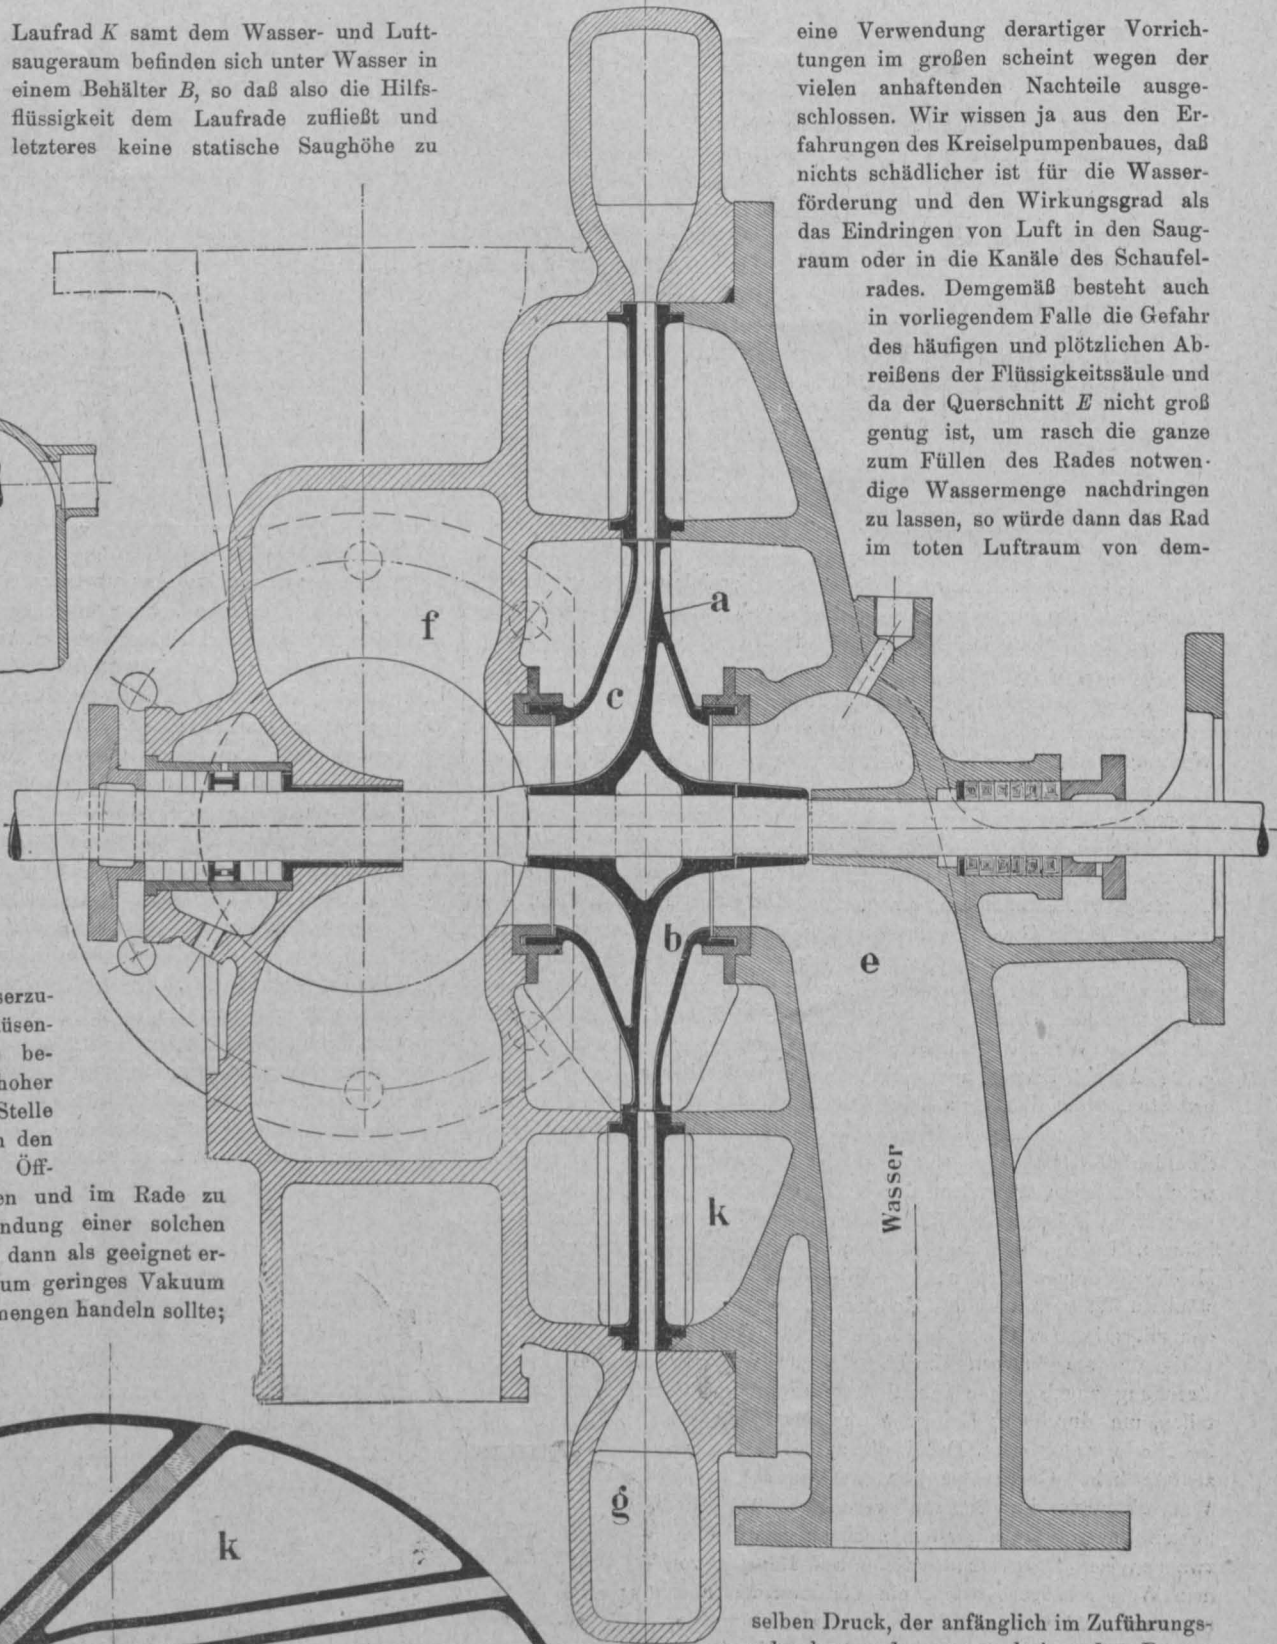 Laufrad K samt dem Wasser- und Luft-
saugeraum befinden sich unter Wasser in
einem Behälter B, so daß also die Hilfs-
flüssigkeit dem Laufrade zufließt und
letzteres keine statische Saughöhe zu
eine Verwendung derartiger Vorrich-
tungen im großen scheint wegen der
vielen anhaftenden Nachteile ausge-
schlossen. Wir wissen ja aus den Er-
fahrungen des Kreiselpumpenbaues, daß
nichts schädlicher ist für die Wasser-
förderung und den Wirkungsgrad als
das Eindringen von Luft in den Saug-
raum oder in die Kanäle des Schaufel-
rades. Demgemäß besteht auch
in vorliegendem Falle die Gefahr
des häufigen und plötzlichen Ab-
reißens der Flüssigkeitssäule und
da der Querschnitt E nicht groß
genug ist, um rasch die ganze
zum Füllen des Rades notwen-
dige Wassermenge nachdringen
zu lassen, so würde dann das Rad
im toten Luftraum von dem-
a
f
c
b
e
k
Wasser
g
k
serzu-
üsen-
be-
hoher
Stelle
den
Öff-
en und im Rade zu
ndung einer solchen
dann als geeignet er-
um geringes Vakuum
mengen handeln sollte;
selben Druck, der anfänglich im Zuführungs-